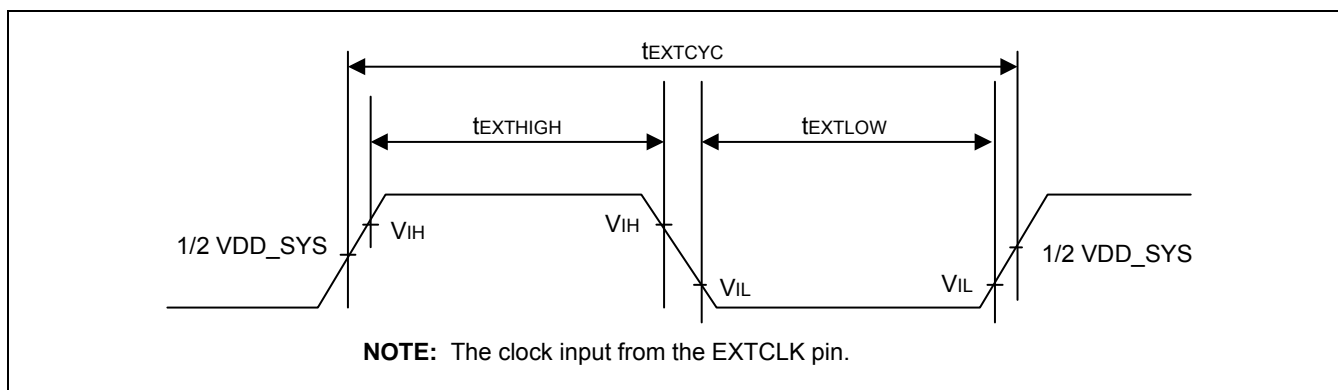 tEXTCYC
tEXTHIGH
tEXTLOW
VIH
VIH
1/2 VDD_SYS
1/2 VDD_SYS
VIL
VIL
NOTE: The clock input from the EXTCLK pin.